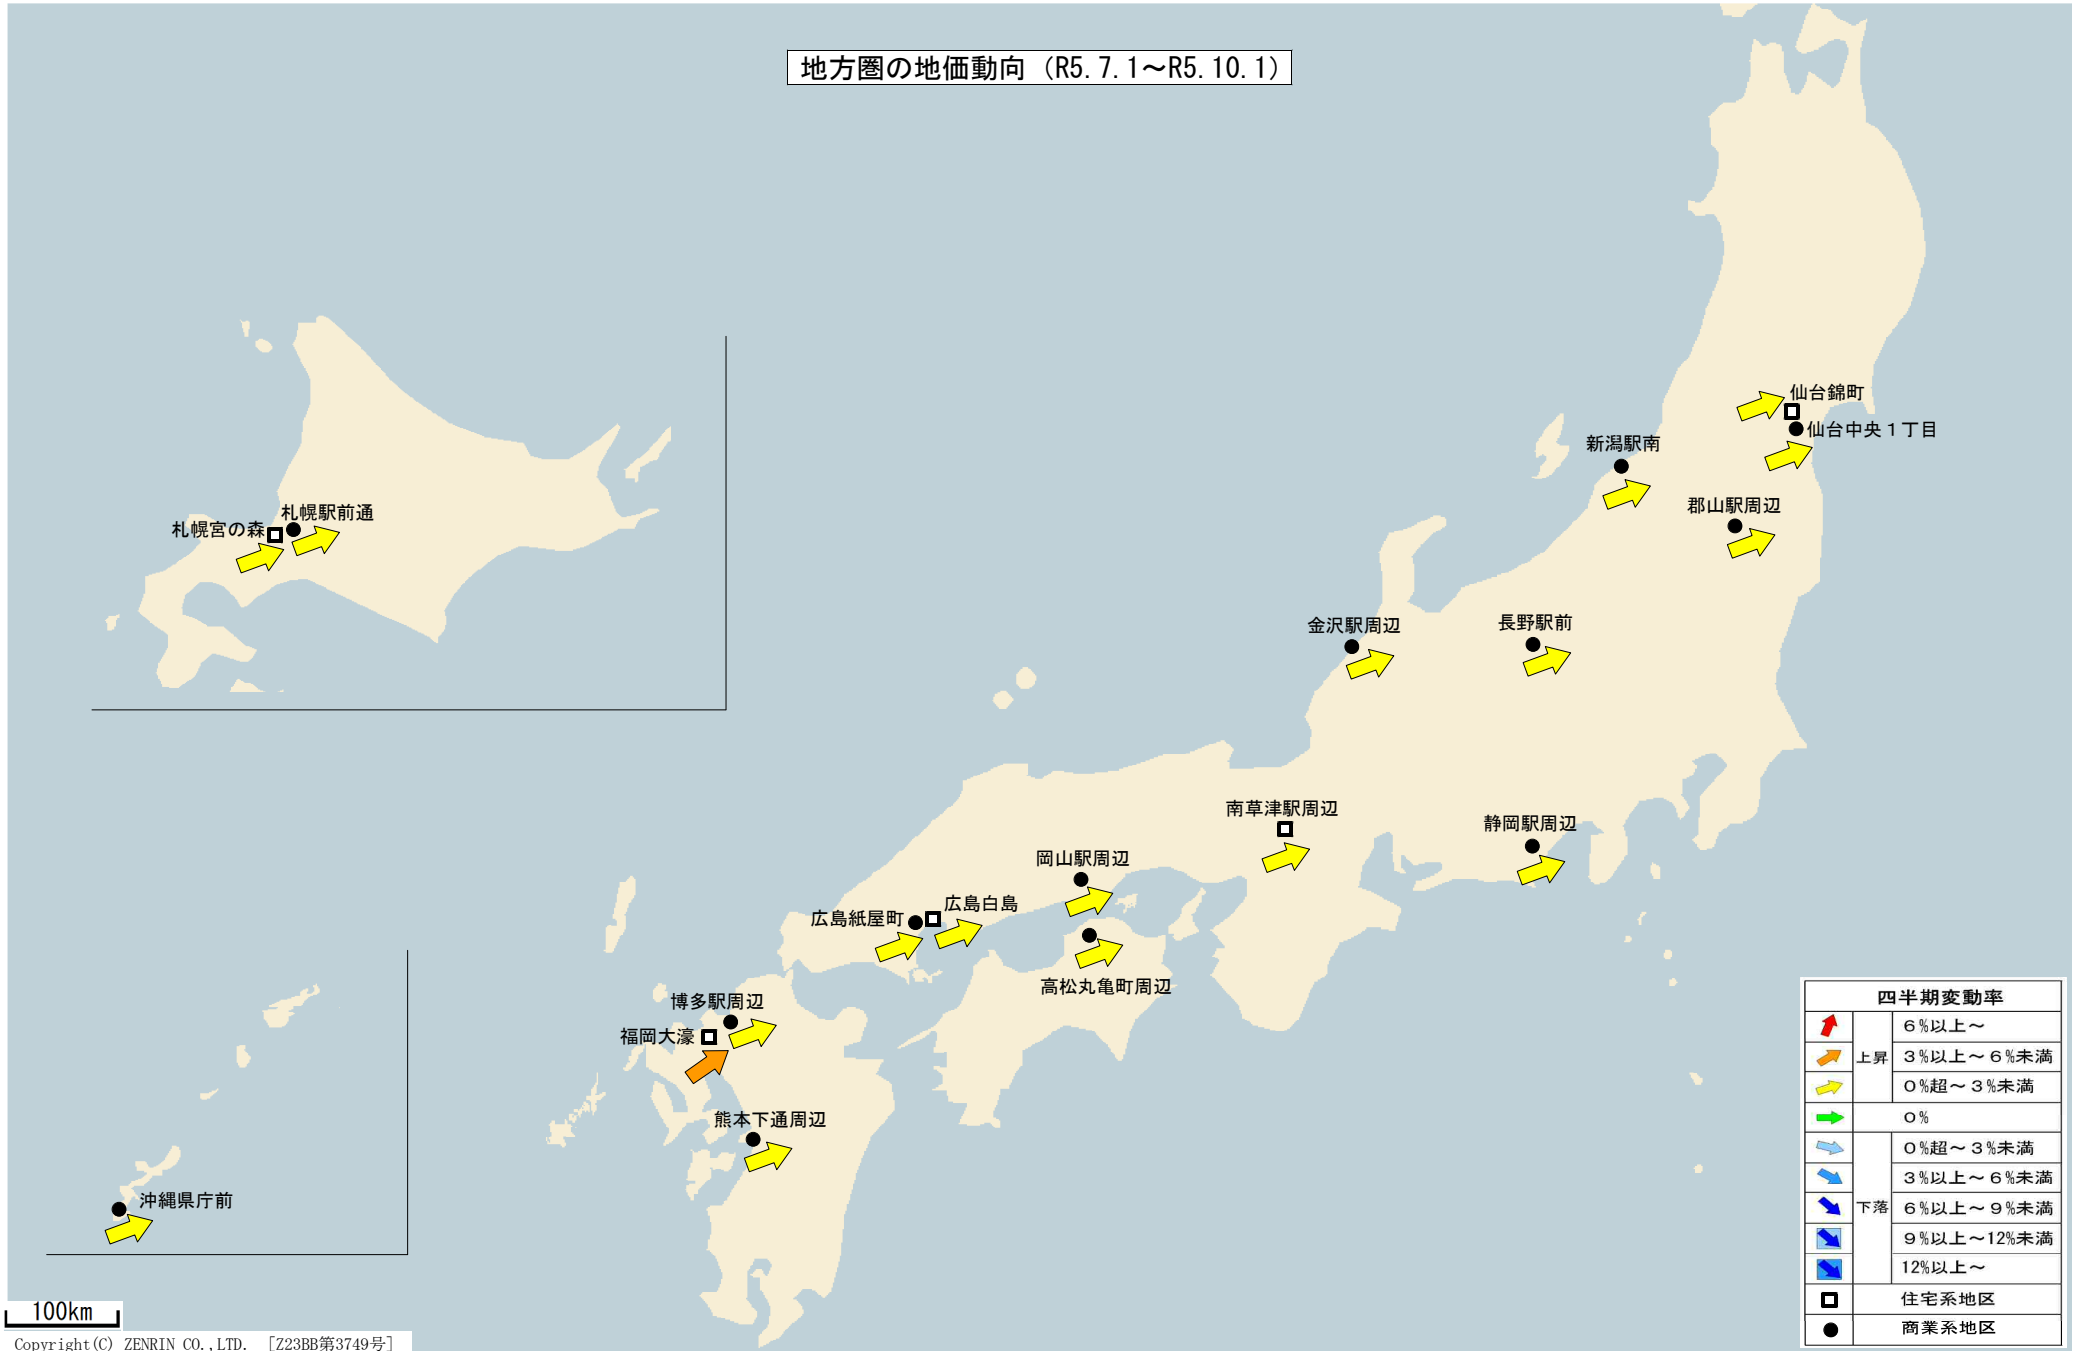 地方圏の地価動向（R5.7.1～R5.10.1）
仙台錦町
仙台中央１丁目
新潟駅南
郡山駅周辺
札幌駅前通
札幌宮の森
金沢駅周辺
長野駅前
南草津駅周辺
静岡駅周辺
岡山駅周辺
広島白島
広島紙屋町
高松丸亀町周辺
博多駅周辺
福岡大濠
熊本下通周辺
沖縄県庁前
四半期変動率
上昇
６%以上～
３%以上～６%未満
０%超～３%未満
０%
下落
０%超～３%未満
３%以上～６%未満
６%以上～９%未満
９%以上～12%未満
12%以上～
住宅系地区
商業系地区
100km
Copyright(C) ZENRIN CO.,LTD. ［Z23BB第3749号］